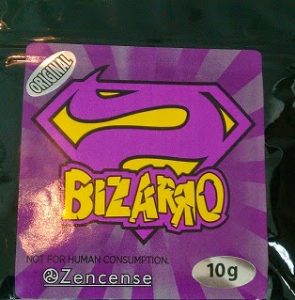 ORIGINAL
BIZARRO
NOT FOR HUMAN CONSUMPTION.
Zencense
10g